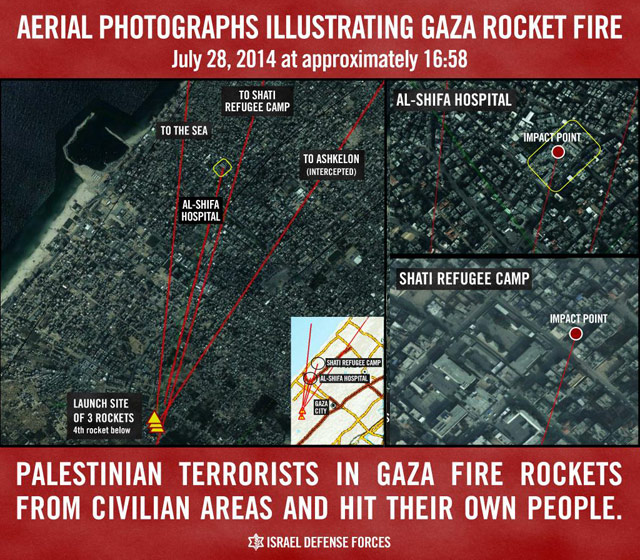 AERIAL PHOTOGRAPHS ILLUSTRATING GAZA ROCKET FIRE
July 28, 2014 at approximately 16:58
TO THE SEA
TO SHATI
REFUGEE CAMP
TO ASHKELON
(INTERCEPTED)
AL-SHIFA
HOSPITAL
LAUNCH SITE
OF 3 ROCKETS
4th rocket below
SHATI REFUGEE CAMP
AL-SHIFA HOSPITAL
GAZA
CITY
AL-SHIFA HOSPITAL
IMPACT POINT
SHATI REFUGEE CAMP
IMPACT POINT
PALESTINIAN TERRORISTS IN GAZA FIRE ROCKETS
FROM CIVILIAN AREAS AND HIT THEIR OWN PEOPLE.
ISRAEL DEFENSE FORCES